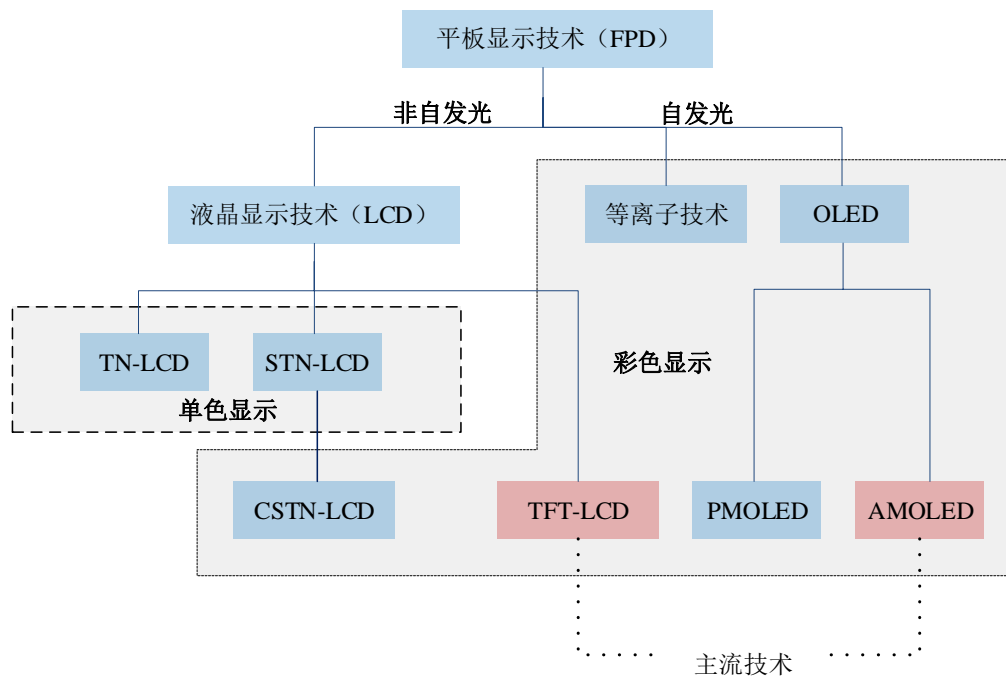 平板显示技术（FPD）
非自发光
自发光
液晶显示技术（LCD）
等离子技术
OLED
TN-LCD
STN-LCD
彩色显示
单色显示
CSTN-LCD
TFT-LCD
PMOLED
AMOLED
主流技术